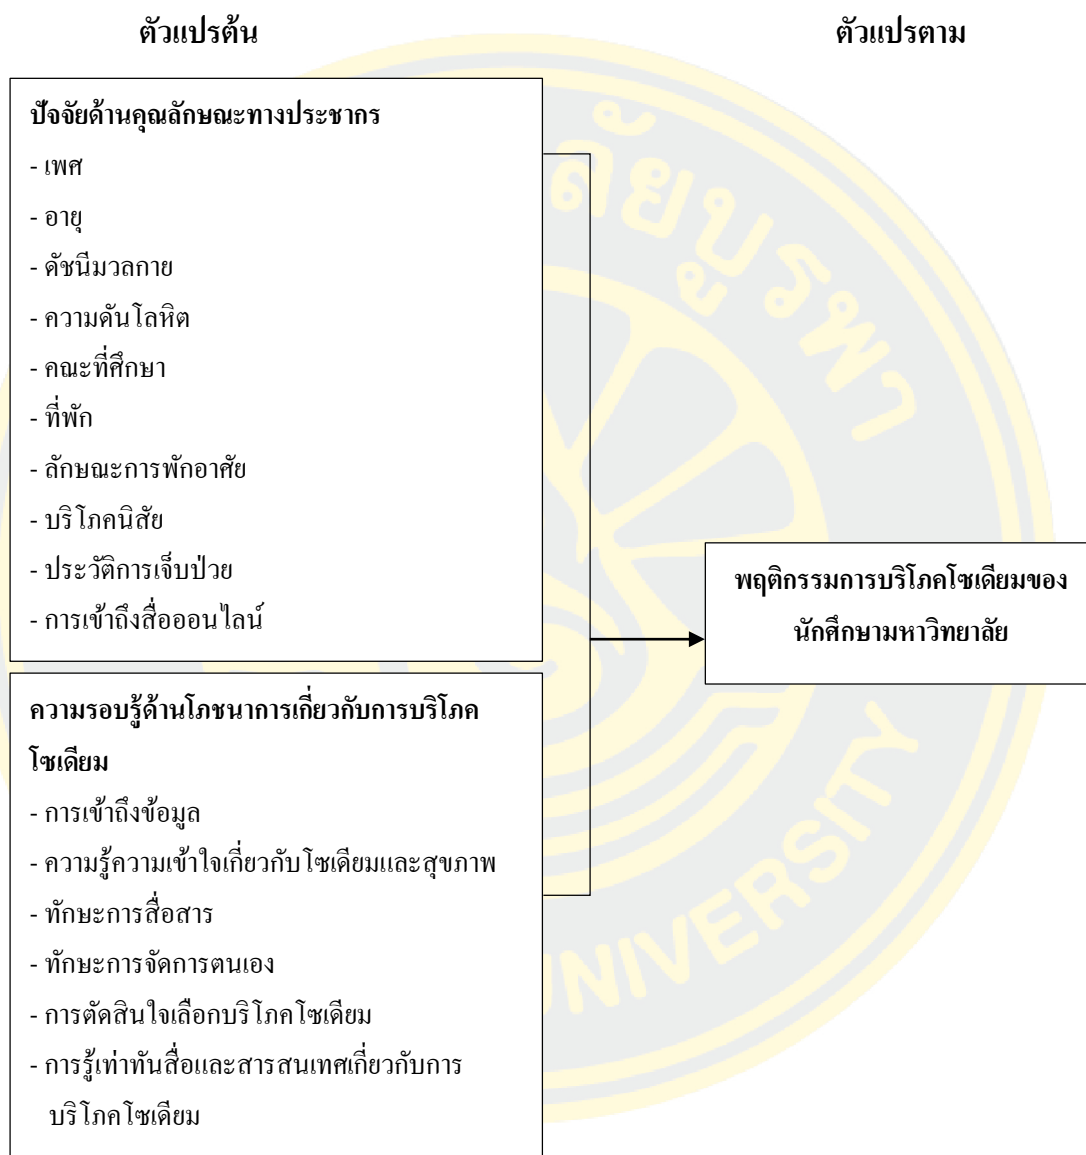 ตัวแปรต้น
ตัวแปรตาม
ปัจจัยด้านคุณลักษณะทางประชากร
- เพศ
- อายุ
- ดัชนีมวลกาย
- ความดันโลหิต
- คณะที่ศึกษา
- ที่พัก
- ลักษณะการพักอาศัย
- บริโภคนิสัย
- ประวัติการเจ็บป่วย
- การเข้าถึงสื่อออนไลน์
ความรอบรู้ด้านโภชนาการเกี่ยวกับการบริโภค
โซเดียม
- การเข้าถึงข้อมูล
- ความรู้ความเข้าใจเกี่ยวกับโซเดียมและสุขภาพ
- ทักษะการสื่อสาร
- ทักษะการจัดการตนเอง
- การตัดสินใจเลือกบริโภคโซเดียม
- การรู้เท่าทันสื่อและสารสนเทศเกี่ยวกับการ
บริโภคโซเดียม
พฤติกรรมการบริโภคโซเดียมของ
นักศึกษามหาวิทยาลัย
ลัยบูรพา
UNIVERSITY